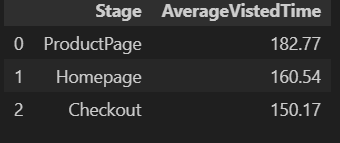 Stage AverageVistedTime
0 ProductPage 182.77
1 Homepage 160.54
2 Checkout 150.17